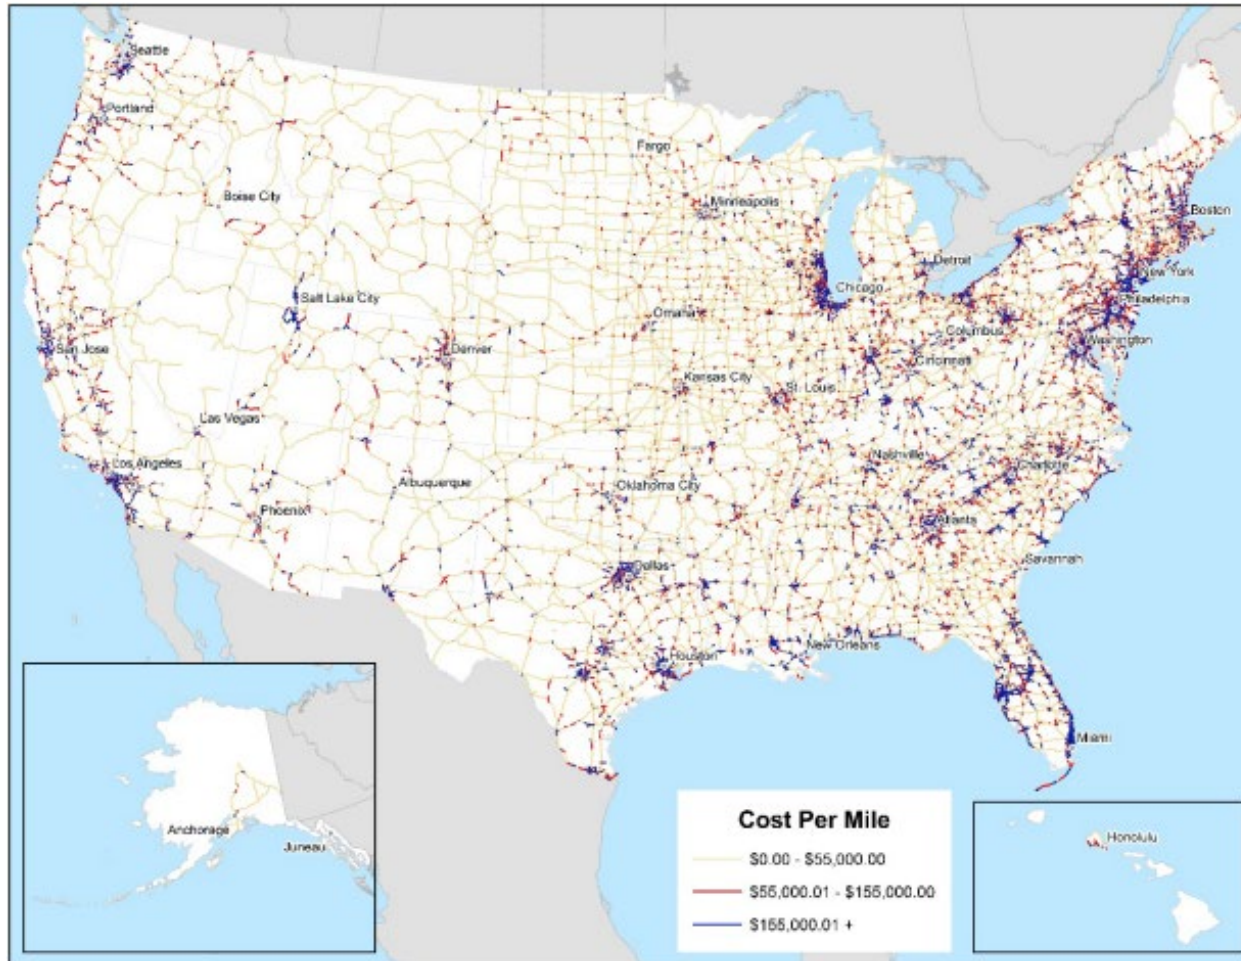 Seattle
Portland
Fargo
Boise City
Minneapolis
Boston
Detroit
New York
Salt Lake City
Chicago
Philadelphia
Omaha
Columbus
San Jose
Denver
Washington
Cincinnati
Kansas City
St. Louis
Las Vegas
Nashville
Charlotte
Los Angeles
Albuquerque
Oklahoma City
Phoenix
Atlanta
Savannah
Dallas
New Orleans
Houston
Miami
Anchorage
Juneau
Honolulu
Cost Per Mile
$0.00 - $55,000.00
$55,000.01 - $155,000.00
$155,000.01 +